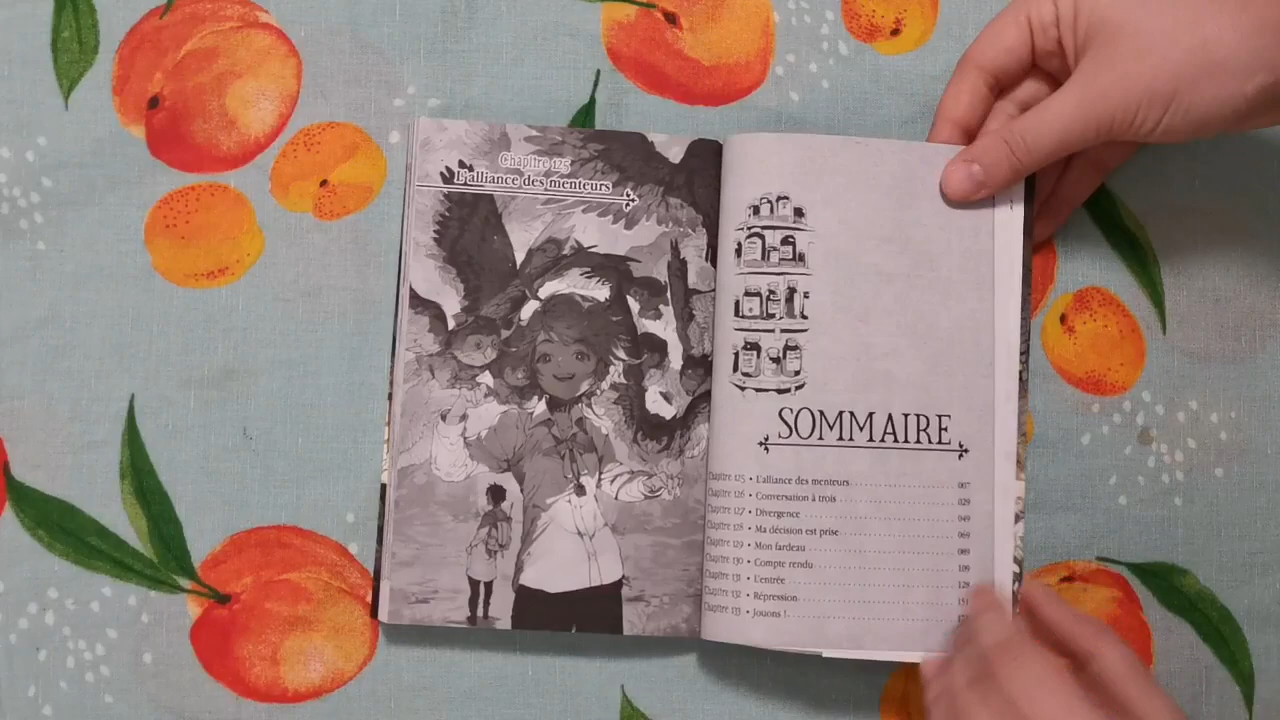 Chapitre 125
L'alliance des menteurs
SOMMAIRE
Chapitre 125 • L'alliance des menteurs 007
Chapitre 126 • Conversation à trois 029
Chapitre 127 • Divergence 049
Chapitre 128 • Ma décision est prise 069
Chapitre 129 • Mon fardeau 089
Chapitre 130 • Compte rendu 109
Chapitre 131 • L'entrée
Chapitre 132 • Répression
Chapitre 133 • Jouons !